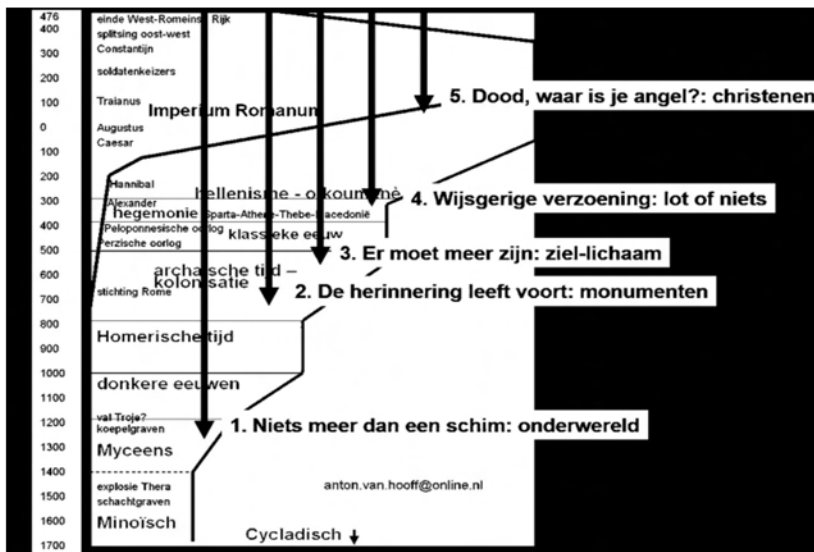 476
400
300
200
100
0
100
200
300
400
500
600
700
800
900
1000
1100
1200
1300
1400
1500
1600
1700
einde West-Romeins Rijk
splitsing oost-west
Constantijn
soldatenkeizers
Traianus
Imperium Romanum
Augustus
Caesar
Hannibal
hellenisme - oikoumnè
Alexander
hegemonie Sparta-Athene-Thebe-Macedonië
Peloponnesische oorlog
klassieke eeuw
Perzische oorlog
archaïsche tijd –
kolonisatie
stichting Rome
Homerische tijd
donkere eeuwen
val Troje?
koepelgraven
Myceens
explosie Thera
schachtgraven
Minoïsch
Cycladisch
5. Dood, waar is je angel?: christenen
4. Wijsgerige verzoening: lot of niets
3. Er moet meer zijn: ziel-lichaam
2. De herinnering leeft voort: monumenten
1. Niets meer dan een schim: onderwereld
anton.van.hooff@online.nl